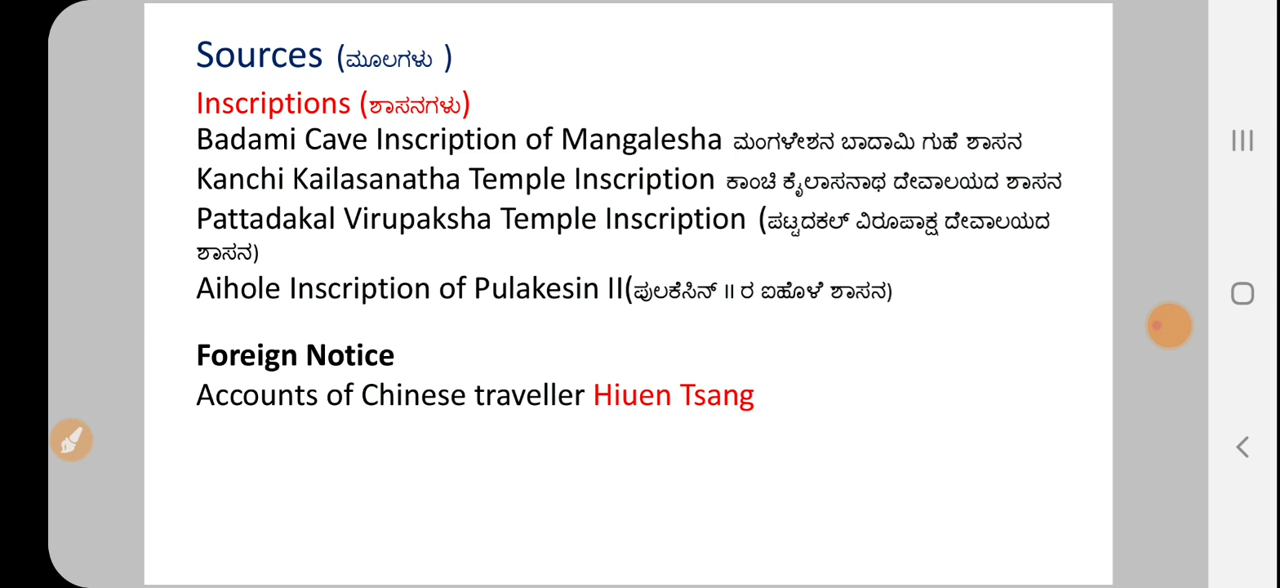 Sources (ಮೂಲಗಳು )
Inscriptions (ಶಾಸನಗಳು)
Badami Cave Inscription of Mangalesha ಮಂಗಳೇಶನ ಬಾದಾಮಿ ಗುಹೆ ಶಾಸನ
Kanchi Kailasanatha Temple Inscription ಕಾಂಚಿ ಕೈಲಾಸನಾಥ ದೇವಾಲಯದ ಶಾಸನ
Pattadakal Virupaksha Temple Inscription (ಪಟ್ಟದಕಲ್ ವಿರೂಪಾಕ್ಷ ದೇವಾಲಯದ
ಶಾಸನ)
Aihole Inscription of Pulakesin II(ಪುಲಕೆಸಿನ್ II ರ ಐಹೊಳೆ ಶಾಸನ)
Foreign Notice
Accounts of Chinese traveller Hiuen Tsang